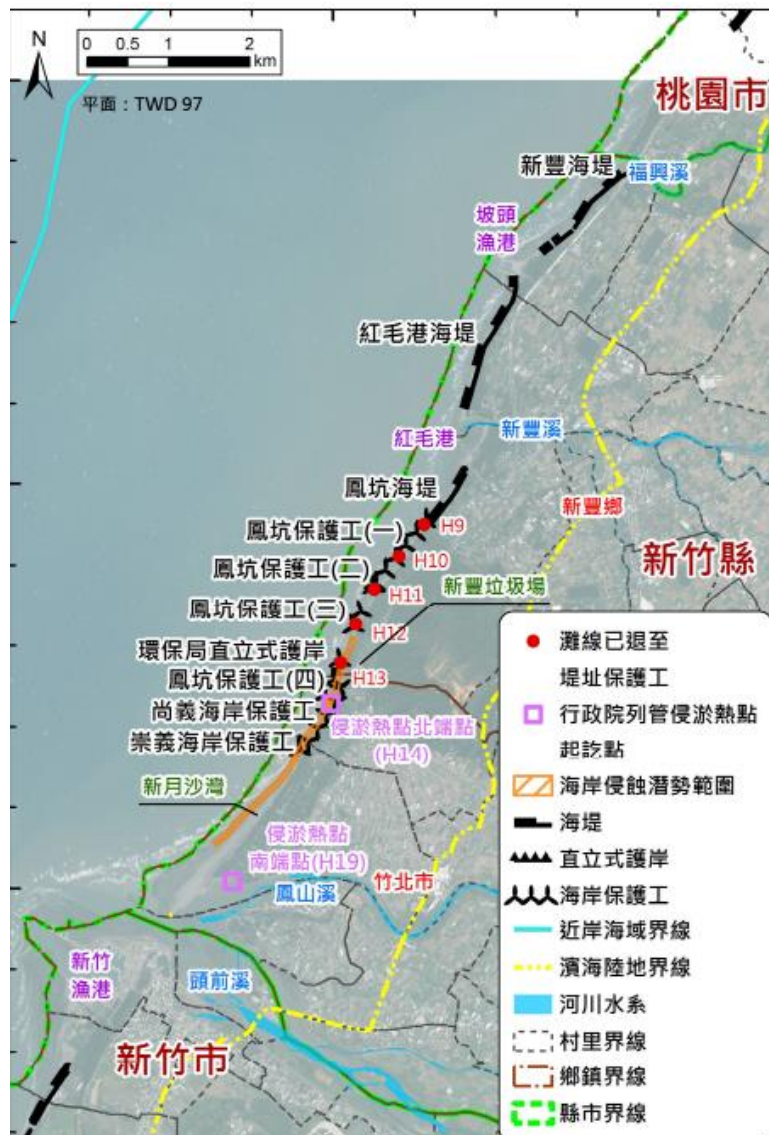 N
0 0.5 1 2
km
平面：TWD 97
桃園市
新豐海堤
福興溪
坡頭
漁港
紅毛港海堤
紅毛港
新豐溪
鳳坑海堤
新豐鄉
鳳坑保護工(一)
H9
新竹縣
鳳坑保護工(二)
H10
新豐垃圾場
鳳坑保護工(三)
H11
H12
環保局直立式護岸
鳳坑保護工(四)
H13
尚義海岸保護工
侵淤熱點北端點
(H14)
崇義海岸保護工
新月沙灣
侵淤熱點
南端點(H19)
竹北市
鳳山溪
新竹
漁港
頭前溪
新竹市
灘線已退至
堤址保護工
行政院列管侵淤熱點
起訖點
海岸侵蝕潛勢範圍
海堤
直立式護岸
海岸保護工
近岸海域界線
濱海陸地界線
河川水系
村里界線
鄉鎮界線
縣市界線